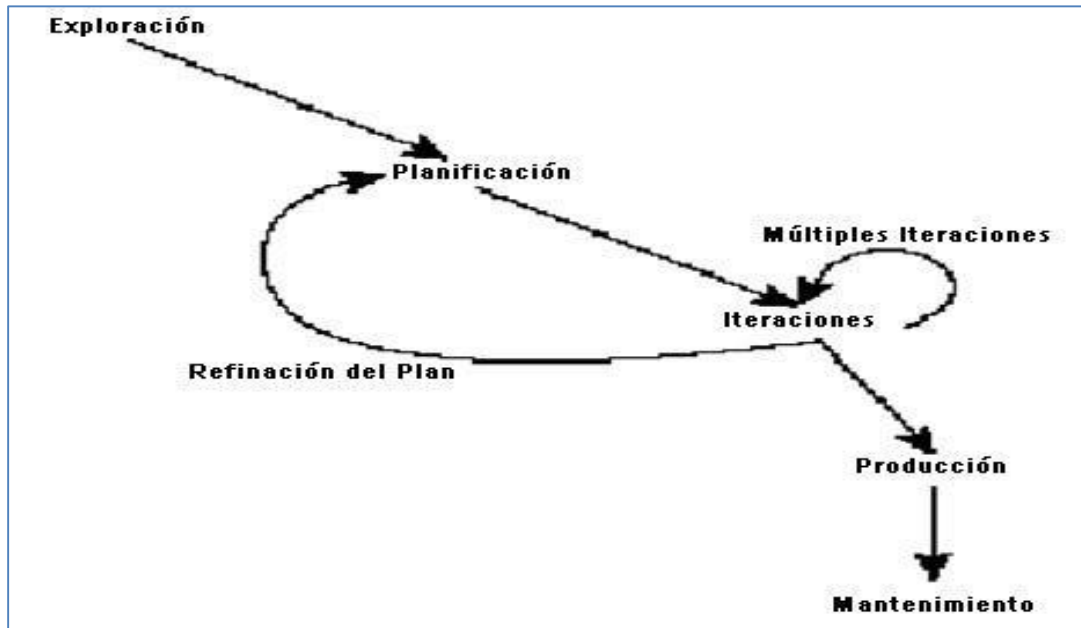 Exploración
Planificación
Múltiples Iteraciones
Iteraciones
Refinación del Plan
Producción
Mantenimiento